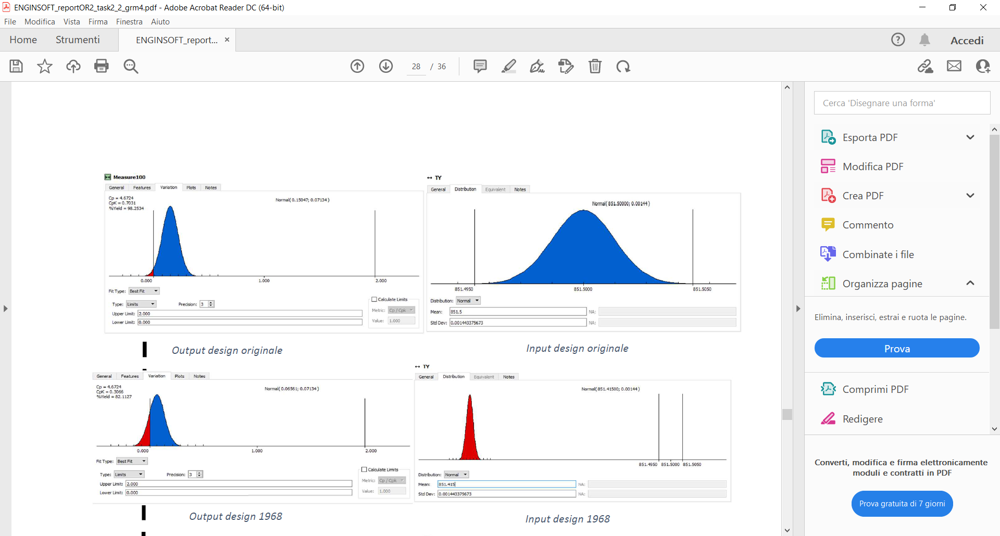 ENGINSOFT_reportOR2_task2_2_grm4.pdf - Adobe Acrobat Reader DC (64-bit)
File Modifica Vista Firma Finestra Aiuto
Home Strumenti ENGINSOFT_report... × Accedi
28 / 36
Measure100
General Features Variation Plots Notes
Cp = 4.6724
CpK = 0.7031
%Yield = 98.2534
Normal( 0.15047; 0.07134 )
0.000 1.000 2.000
Fit Type: Best Fit
Type: Limits Precision: 3
Upper Limit: 2.000
Lower Limit: 0.000
Calculate Limits
Metric: Cp / Cpk
Value: 1.000
Output design originale
TY
General Distribution Equivalent Notes
Normal( 851.50000; 0.00144 )
851.4950 851.5000 851.5050
Distribution: Normal
Mean: 851.5 NA:
Std Dev: 0.001443375673 NA:
Input design originale
General Features Variation Plots Notes
Cp = 4.6724
CpK = 0.3066
%Yield = 82.1127
Normal( 0.06561; 0.07134 )
0.000 1.000 2.000
Fit Type: Best Fit
Type: Limits Precision: 3
Upper Limit: 2.000
Lower Limit: 0.000
Calculate Limits
Metric: Cp / Cpk
Value: 1.000
Output design 1968
TY
General Distribution Equivalent Notes
Normal( 851.41500; 0.00144 )
851.4950 851.5000 851.5050
Distribution: Normal
Mean: 851.415 NA:
Std Dev: 0.001443375673 NA:
Input design 1968
Cerca 'Disegnare una forma'
Esporta PDF
Modifica PDF
Crea PDF
Commento
Combinate i file
Organizza pagine
Elimina, inserisci, estrai e ruota le pagine.
Prova
Comprimi PDF
Redigere
Converti, modifica e firma elettronicamente
moduli e contratti in PDF
Prova gratuita di 7 giorni